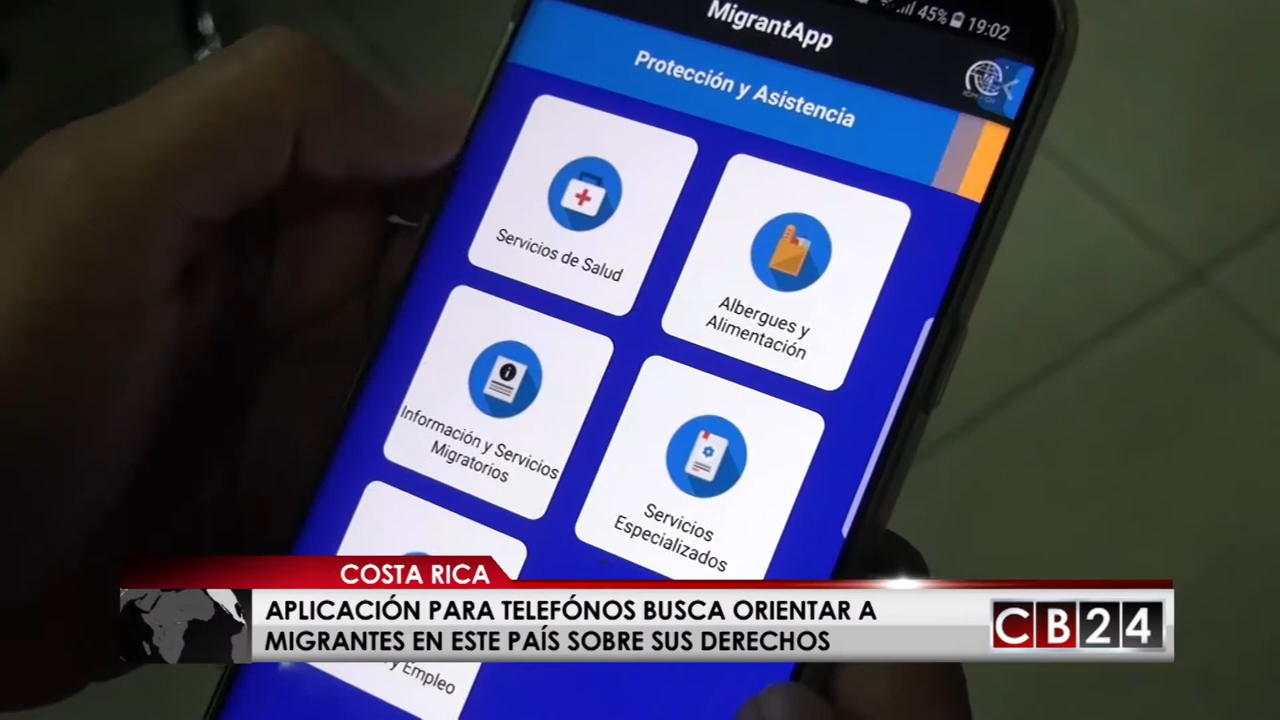 45% 19:02
MigrantApp
Protección y Asistencia
Servicios de Salud
Albergues y
Alimentación
Información y Servicios
Migratorios
Servicios
Especializados
y Empleo
COSTA RICA
APLICACIÓN PARA TELEFÓNOS BUSCA ORIENTAR A
MIGRANTES EN ESTE PAÍS SOBRE SUS DERECHOS
CB24